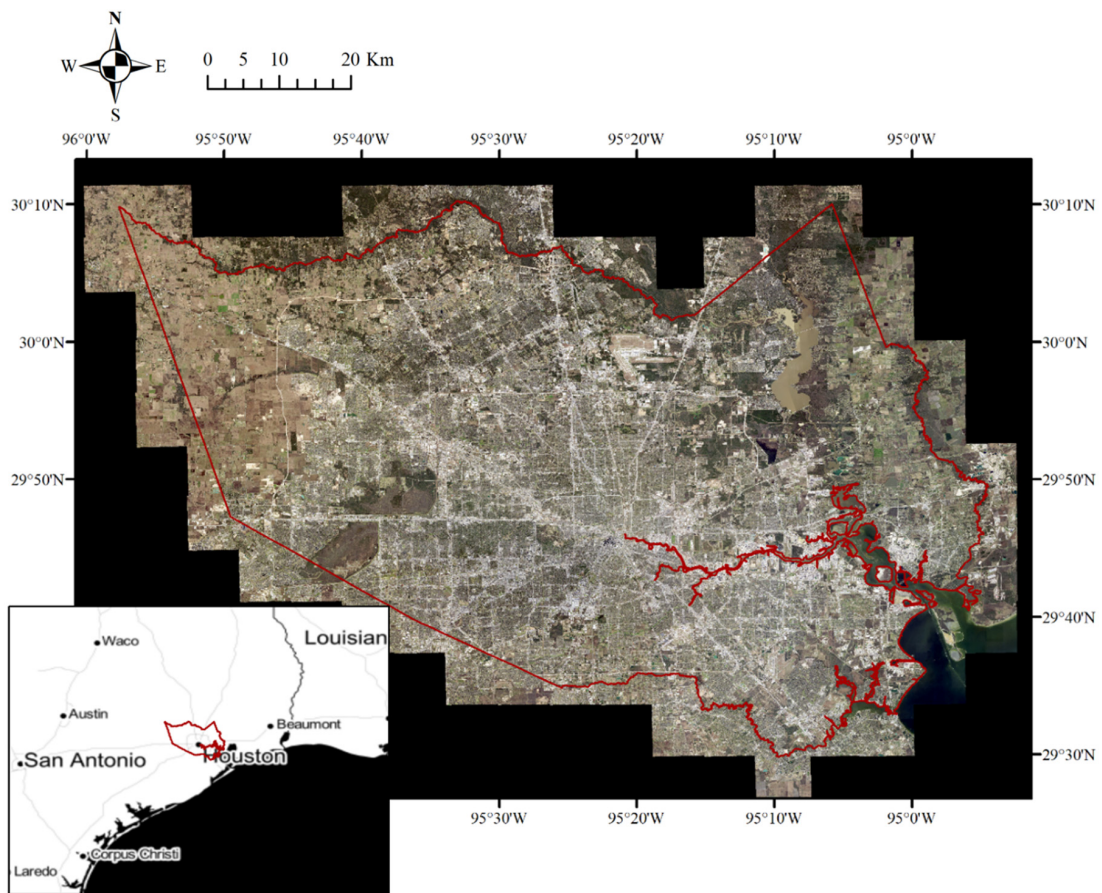 N
W E
S
0 5 10 20 Km
96°0'W 95°50'W 95°40'W 95°30'W 95°20'W 95°10'W 95°0'W
30°10'N 30°10'N
30°0'N 30°0'N
29°50'N 29°50'N
29°40'N 29°40'N
29°30'N 29°30'N
95°30'W 95°20'W 95°10'W 95°0'W
Louisian
Waco
Austin
Beaumont
San Antonio Houston
Corpus Christi
Laredo